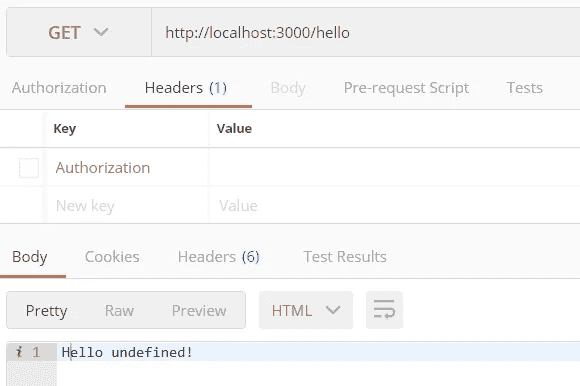 GET http://localhost:3000/hello
Authorization Headers (1) Body Pre-request Script Tests
Key Value
Authorization
New key Value
Body Cookies Headers (6) Test Results
Pretty Raw Preview HTML
i 1 Hello undefined!